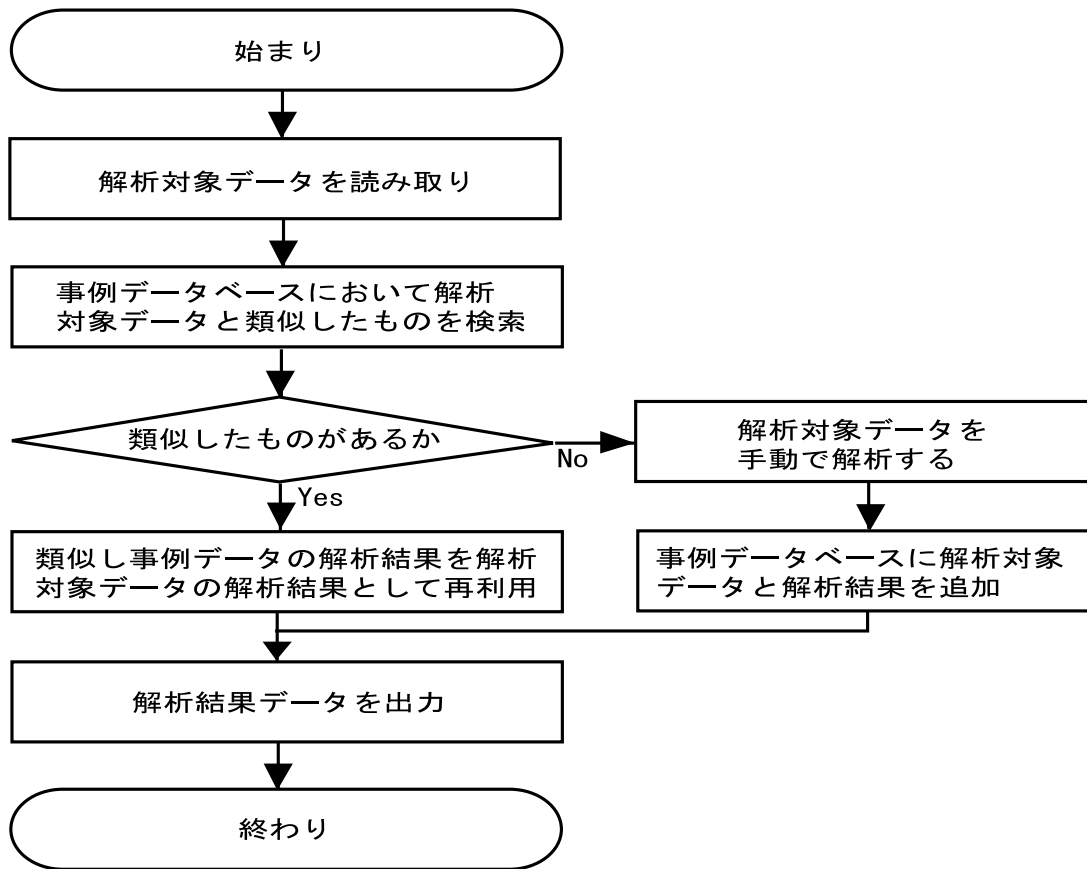 始まり
解析対象データを読み取り
事例データベースにおいて解析
対象データと類似したものを検索
類似したものがあるか
No
解析対象データを
手動で解析する
Yes
類似し事例データの解析結果を解析
対象データの解析結果として再利用
事例データベースに解析対象
データと解析結果を追加
解析結果データを出力
終わり